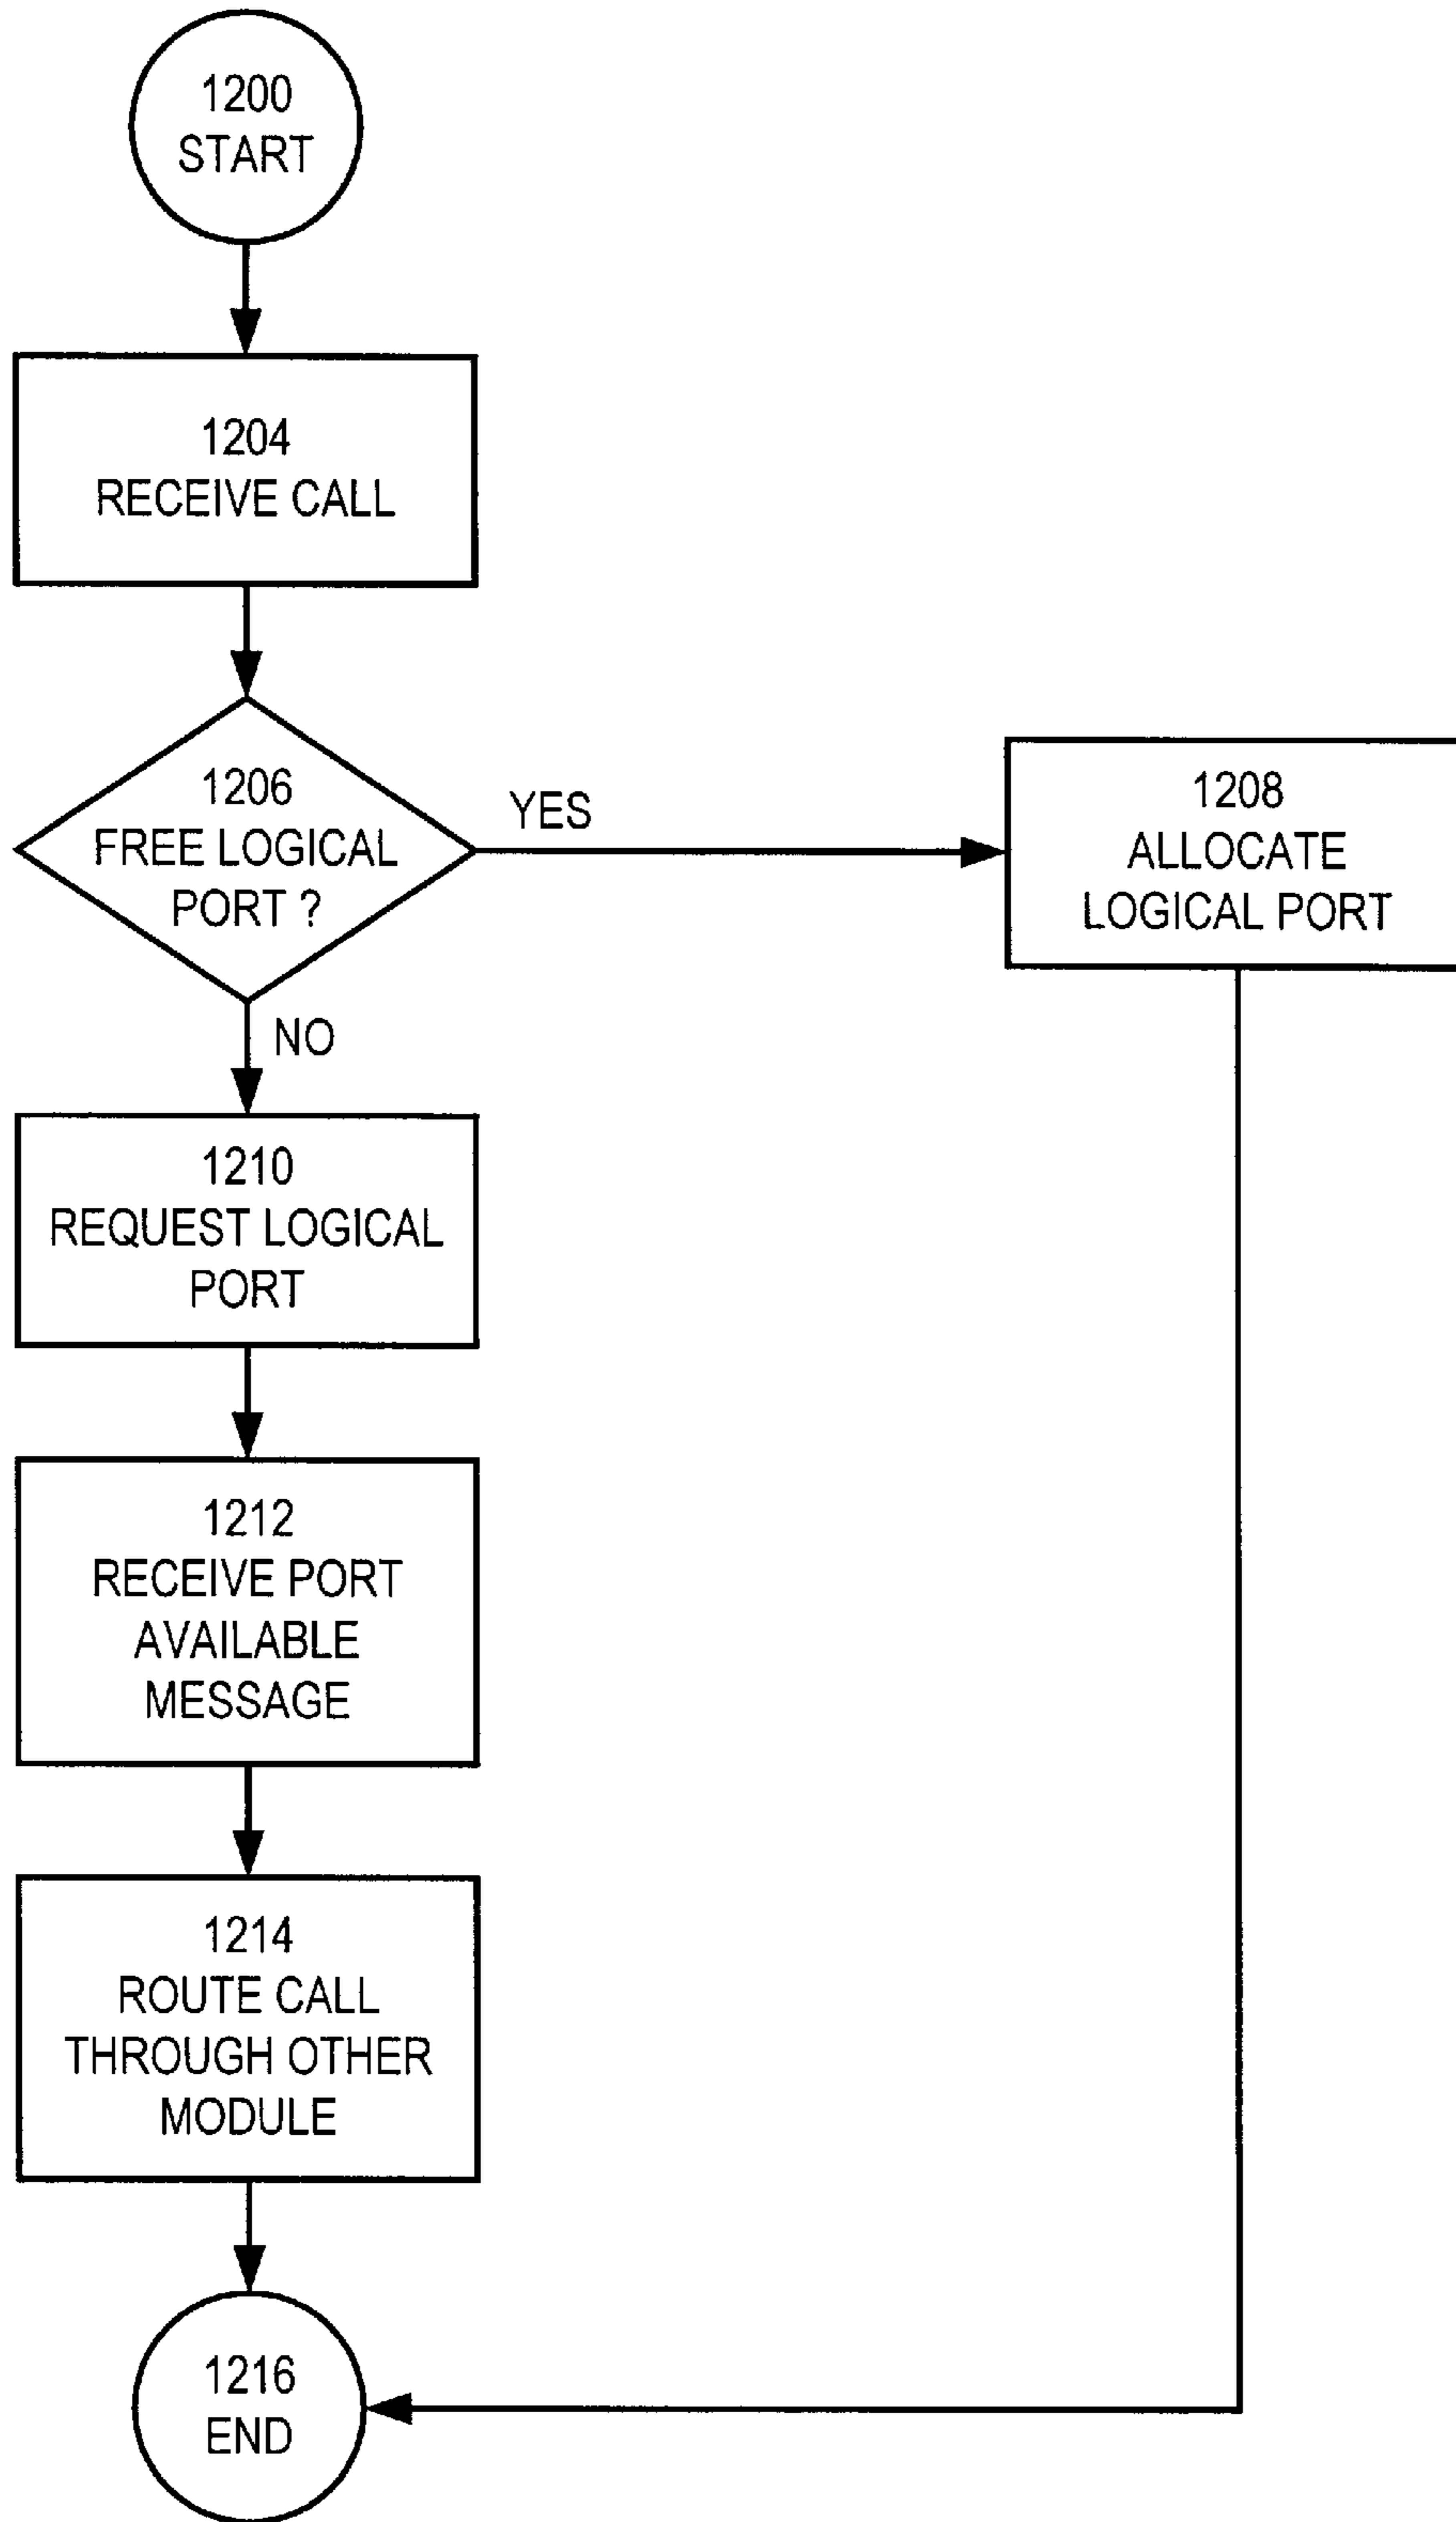 1200
START
1204
RECEIVE CALL
1206
FREE LOGICAL
PORT ?
YES
1208
ALLOCATE
LOGICAL PORT
NO
1210
REQUEST LOGICAL
PORT
1212
RECEIVE PORT
AVAILABLE
MESSAGE
1214
ROUTE CALL
THROUGH OTHER
MODULE
1216
END